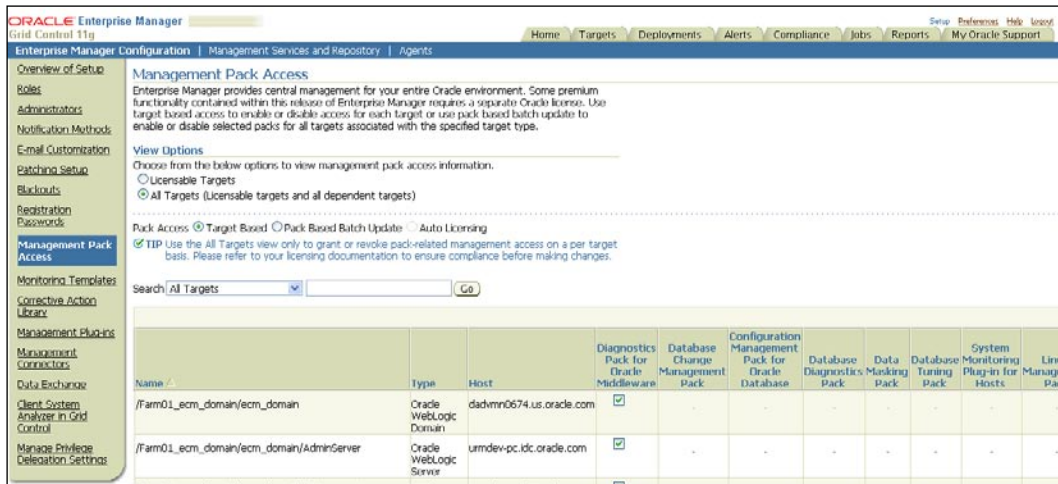 ORACLE Enterprise Manager
Grid Control 11g
Setup Preferences Help Logout
Home Targets Deployments Alerts Compliance Jobs Reports My Oracle Support
Enterprise Manager Configuration | Management Services and Repository | Agents
Overview of Setup
Roles
Administrators
Notification Methods
E-mail Customization
Patching Setup
Blackouts
Registration
Passwords
Management Pack
Access
Monitoring Templates
Corrective Action
Library
Management Plug-ins
Management
Connectors
Data Exchange
Client System
Analyzer in Grid
Control
Manage Privilege
Delegation Settings
Management Pack Access
Enterprise Manager provides central management for your entire Oracle environment. Some premium
functionality contained within this release of Enterprise Manager requires a separate Oracle license. Use
target based access to enable or disable access for each target or use pack based batch update to
enable or disable selected packs for all targets associated with the specified target type.
View Options
Choose from the below options to view management pack access information.
Licensable Targets
All Targets (Licensable targets and all dependent targets)
Pack Access Target Based Pack Based Batch Update Auto Licensing
TIP Use the All Targets view only to grant or revoke pack-related management access on a per target
basis. Please refer to your licensing documentation to ensure compliance before making changes.
Search All Targets Go
Name Type Host
Diagnostics
Pack for
Oracle
Middleware
Database
Change
Management
Pack
Configuration
Management
Pack for
Oracle
Database
Database
Diagnostics
Pack
Data
Masking
Pack
Database
Tuning
Pack
System
Monitoring
Plug-in for
Hosts
/Farm01_ecm_domain/ecm_domain
Oracle
WebLogic
Domain
dadvmn0674.us.oracle.com
/Farm01_ecm_domain/ecm_domain/AdminServer
Oracle
WebLogic
Server
urmdev-pc.idc.oracle.com